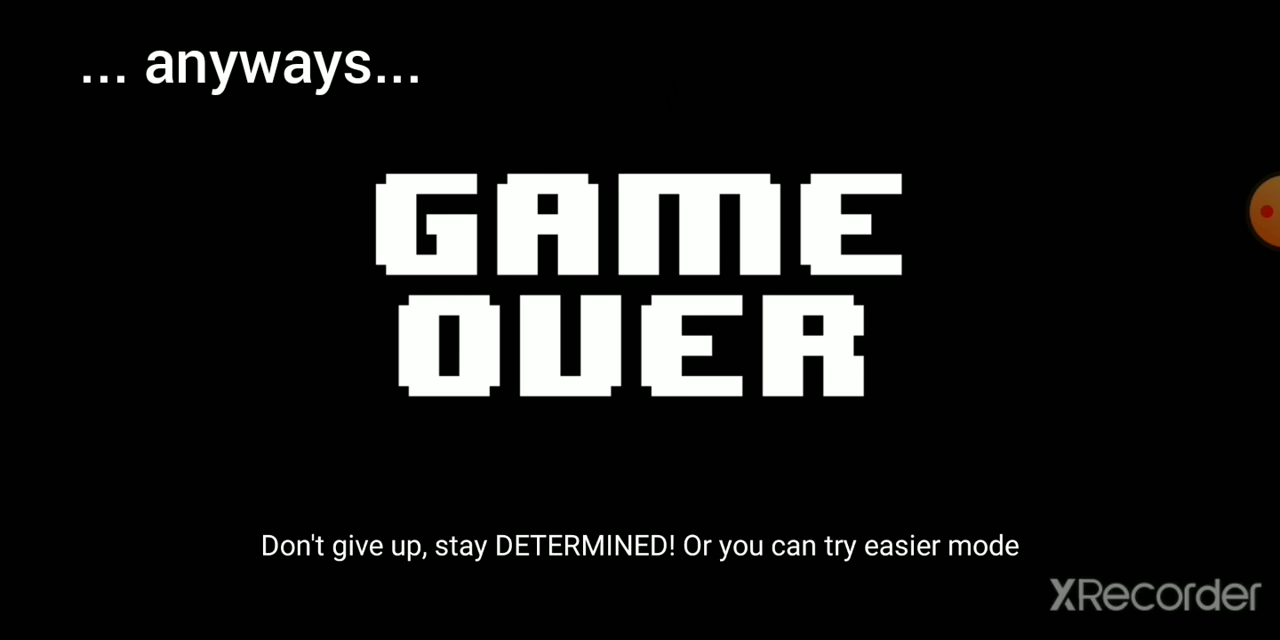 ... anyways...
GAME
OVER
Don't give up, stay DETERMINED! Or you can try easier mode
XRecorder